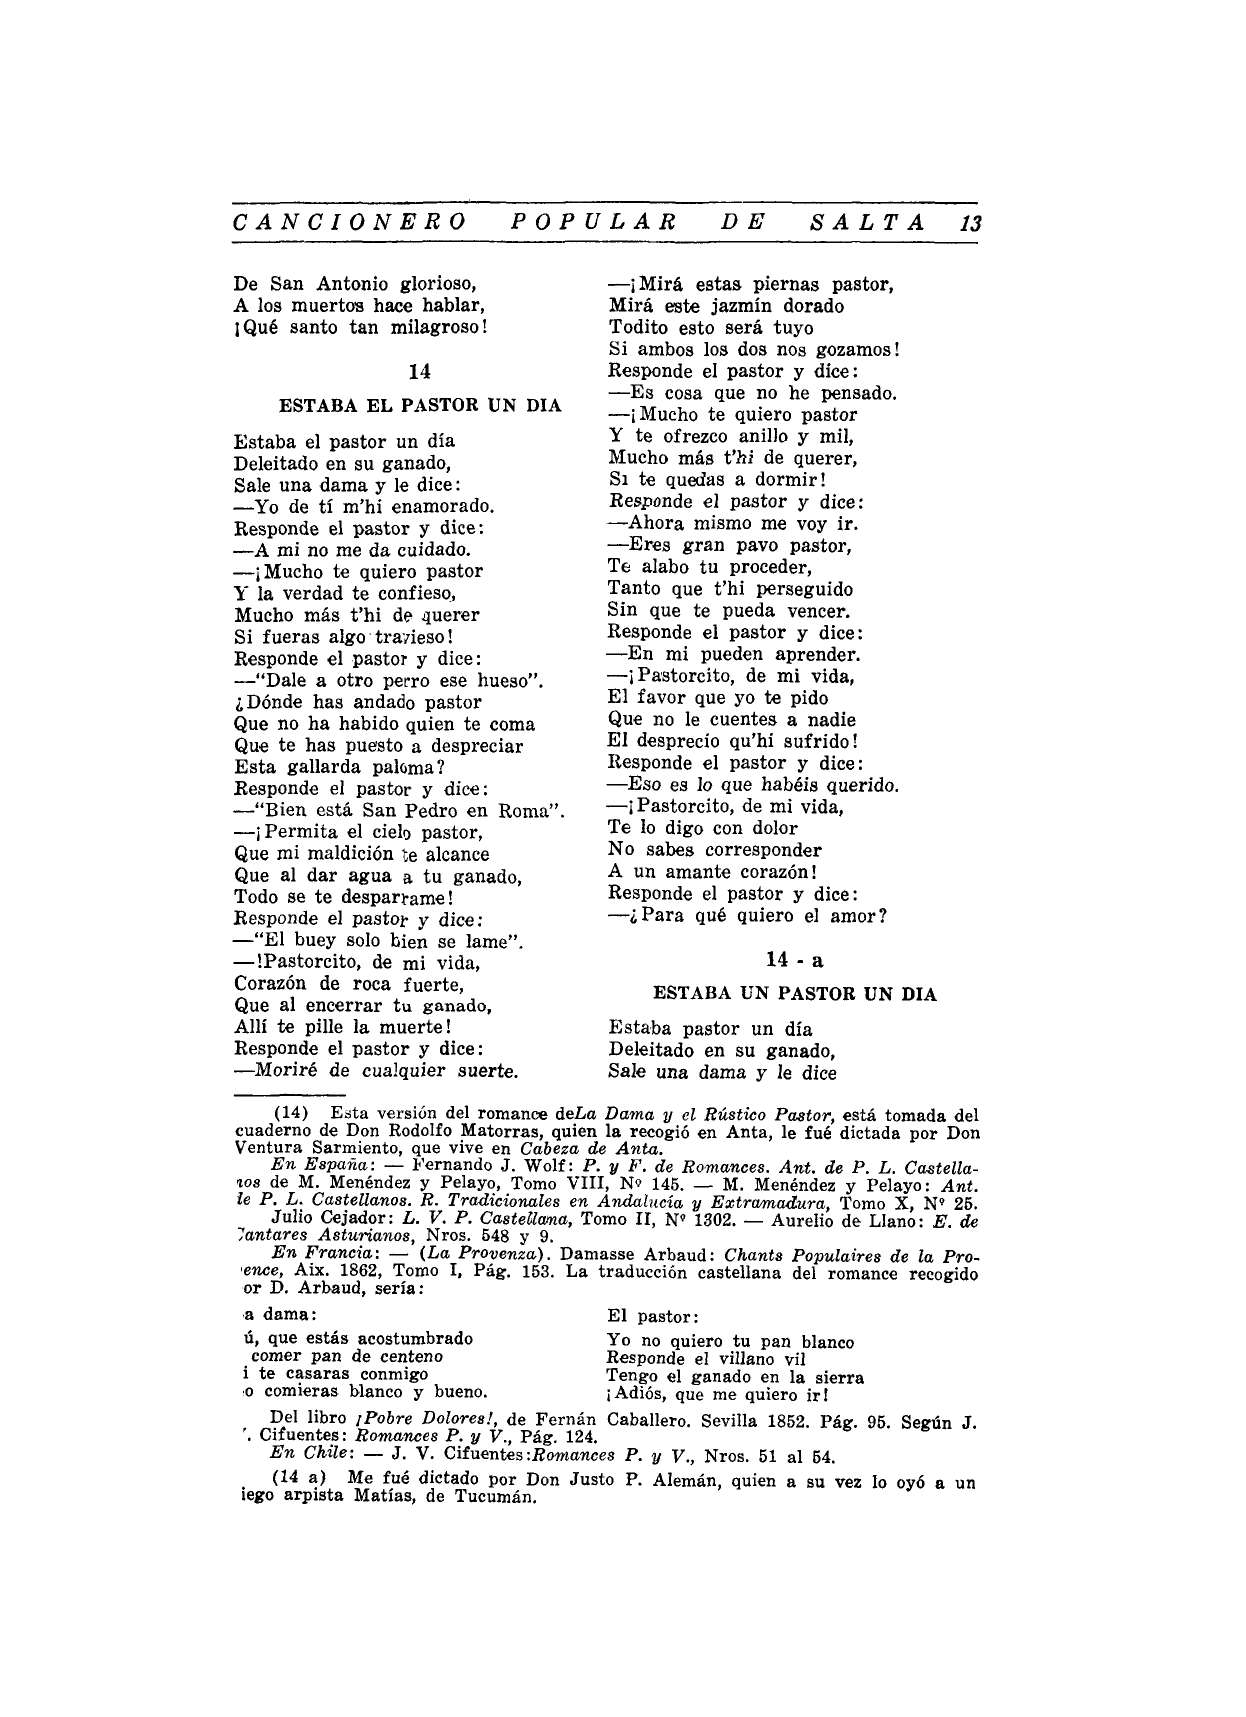 CANCIONERO POPULAR DE SALTA 13
De San Antonio glorioso,
A los muertos hace hablar,
¡Qué santo tan milagroso!
14
ESTABA EL PASTOR UN DIA
Estaba el pastor un día
Deleitado en su ganado,
Sale una dama y le dice:
—Yo de tí m'hi enamorado.
Responde el pastor y dice:
—A mi no me da cuidado.
—¡Mucho te quiero pastor
Y la verdad te confieso,
Mucho más t'hi de querer
Si fueras algo travieso!
Responde el pastor y dice:
—“Dale a otro perro ese hueso”.
¿Dónde has andado pastor
Que no ha habido quien te coma
Que te has puesto a despreciar
Esta gallarda paloma?
Responde el pastor y dice:
—“Bien está San Pedro en Roma”.
—¡Permita el cielo pastor,
Que mi maldición te alcance
Que al dar agua a tu ganado,
Todo se te desparrame!
Responde el pastor y dice:
—“El buey solo bien se lame”.
—!Pastorcito, de mi vida,
Corazón de roca fuerte,
Que al encerrar tu ganado,
Allí te pille la muerte!
Responde el pastor y dice:
—Moriré de cualquier suerte.
—¡Mirá estas piernas pastor,
Mirá este jazmín dorado
Todito esto será tuyo
Si ambos los dos nos gozamos!
Responde el pastor y dice:
—Es cosa que no he pensado.
—¡Mucho te quiero pastor
Y te ofrezco anillo y mil,
Mucho más t'hi de querer,
Si te quedas a dormir!
Responde el pastor y dice:
—Ahora mismo me voy ir.
—Eres gran pavo pastor,
Te alabo tu proceder,
Tanto que t'hi perseguido
Sin que te pueda vencer.
Responde el pastor y dice:
—En mi pueden aprender.
—¡Pastorcito, de mi vida,
El favor que yo te pido
Que no le cuentes a nadie
El desprecio qu'hi sufrido!
Responde el pastor y dice:
—Eso es lo que habéis querido.
—¡Pastorcito, de mi vida,
Te lo digo con dolor
No sabes corresponder
A un amante corazón!
Responde el pastor y dice:
—¿Para qué quiero el amor?
14 - a
ESTABA UN PASTOR UN DIA
Estaba pastor un día
Deleitado en su ganado,
Sale una dama y le dice
(14) Esta versión del romance deLa Dama y el Rústico Pastor, está tomada del
cuaderno de Don Rodolfo Matorras, quien la recogió en Anta, le fué dictada por Don
Ventura Sarmiento, que vive en Cabeza de Anta.
En España: — Fernando J. Wolf: P. y F. de Romances. Ant. de P. L. Castella-
nos de M. Menéndez y Pelayo, Tomo VIII, Nº 145. — M. Menéndez y Pelayo: Ant.
le P. L. Castellanos. R. Tradicionales en Andalucía y Extramadura, Tomo X, Nº 25.
Julio Cejador: L. V. P. Castellana, Tomo II, Nº 1302. — Aurelio de Llano: E. de
Cantares Asturianos, Nros. 548 y 9.
En Francia: — (La Provenza). Damasse Arbaud: Chants Populaires de la Pro-
ence, Aix. 1862, Tomo I, Pág. 153. La traducción castellana del romance recogido
or D. Arbaud, sería:
a dama:
ú, que estás acostumbrado
comer pan de centeno
i te casaras conmigo
o comieras blanco y bueno.
El pastor:
Yo no quiero tu pan blanco
Responde el villano vil
Tengo el ganado en la sierra
¡Adiós, que me quiero ir!
Del libro ¡Pobre Dolores!, de Fernán Caballero. Sevilla 1852. Pág. 95. Según J.
. Cifuentes: Romances P. y V., Pág. 124.
En Chile: — J. V. Cifuentes:Romances P. y V., Nros. 51 al 54.
(14 a) Me fué dictado por Don Justo P. Alemán, quien a su vez lo oyó a un
iego arpista Matías, de Tucumán.